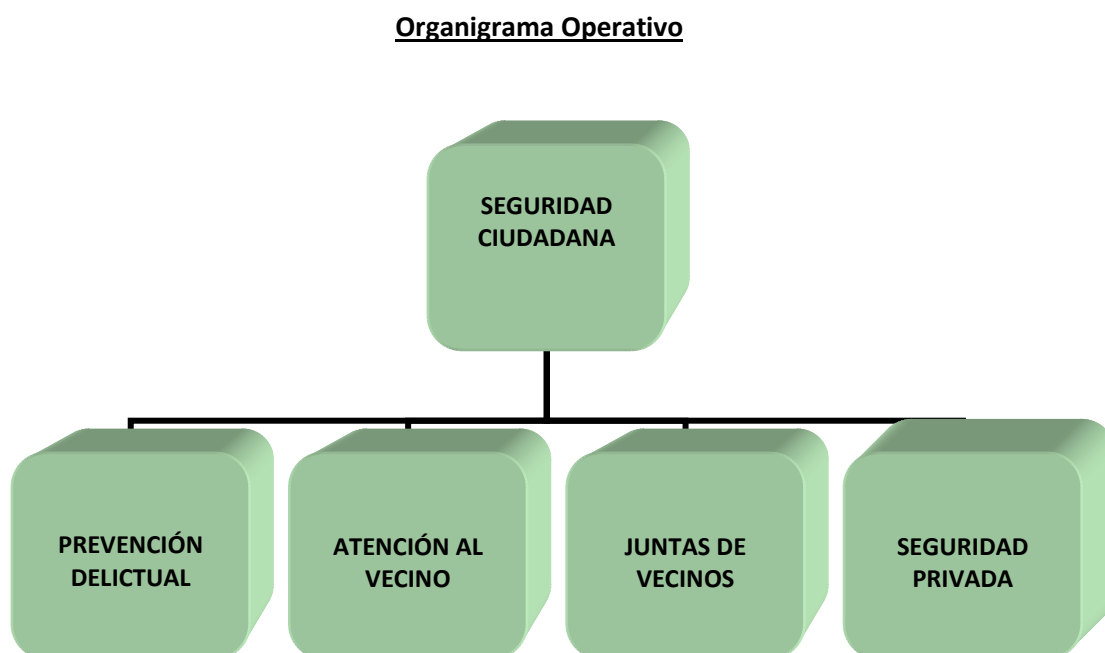 Organigrama Operativo
SEGURIDAD
CIUDADANA
PREVENCIÓN
DELICTUAL
ATENCIÓN AL
VECINO
JUNTAS DE
VECINOS
SEGURIDAD
PRIVADA